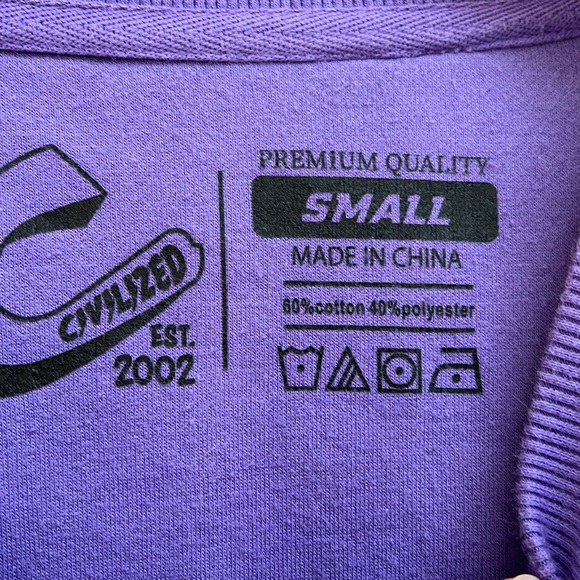 CIVILIZED
EST.
2002
PREMIUM QUALITY
SMALL
MADE IN CHINA
60%cotton 40%polyester